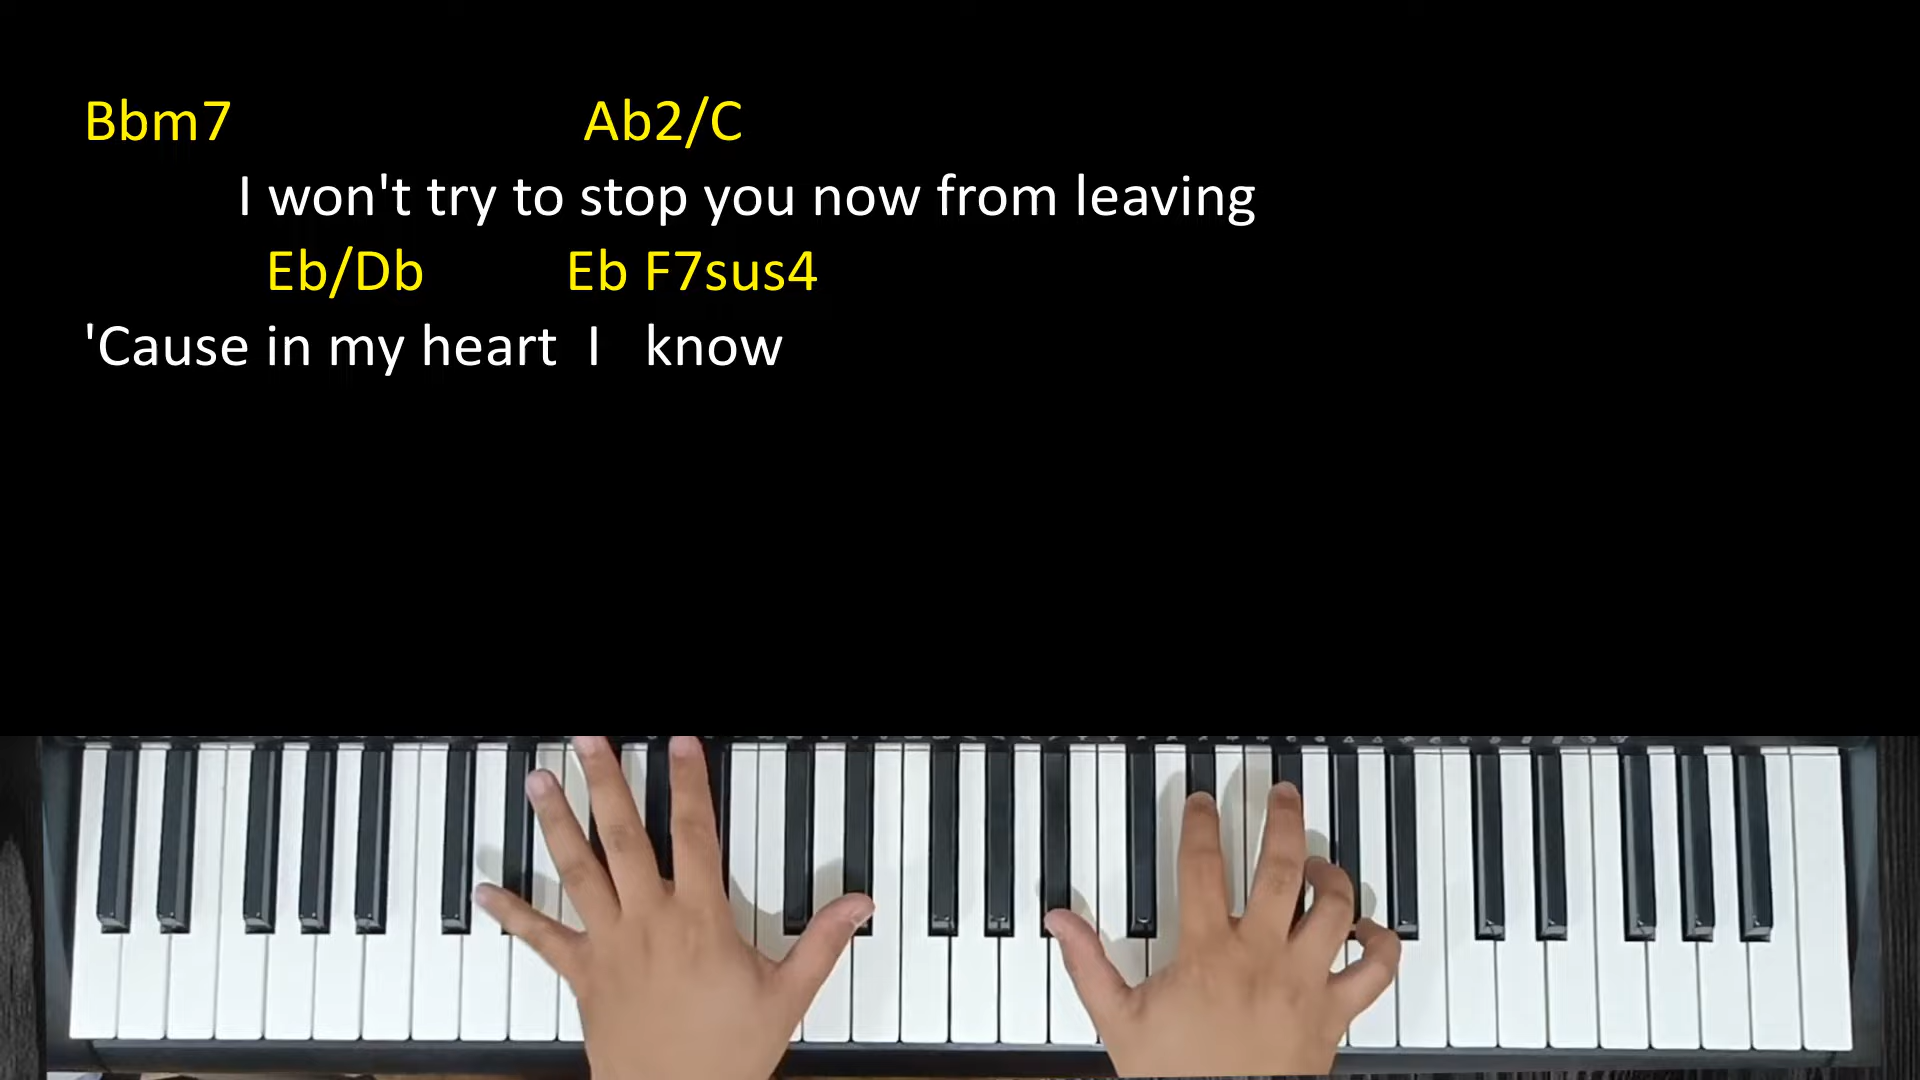 Bbm7 Ab2/C
I won't try to stop you now from leaving
Eb/Db Eb F7sus4
'Cause in my heart I know